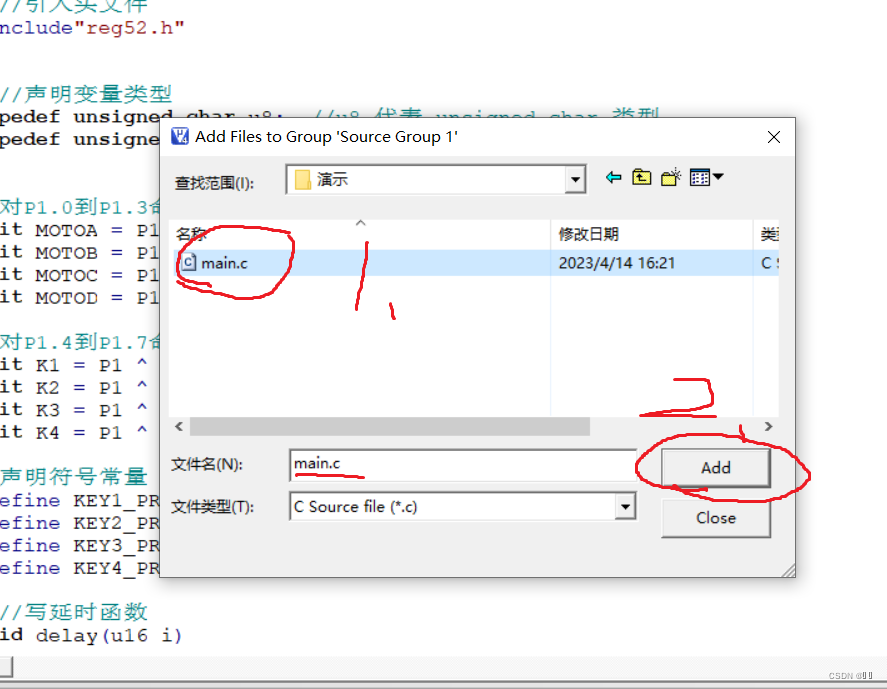 //引入头文件
nclude"reg52.h"
//声明变量类型
pedef unsigned char u8; //u8 代表 unsigned char 类型
pedef unsigne
Add Files to Group 'Source Group 1'
查找范围(I):
演示
对P1.0到P1.3命
it MOTOA = P1
it MOTOB = P1
it MOTOC = P1
it MOTOD = P1
名称
修改日期
类
main.c
2023/4/14 16:21
C S
1.
对P1.4到P1.7命
it K1 = P1 ^
it K2 = P1 ^
it K3 = P1 ^
it K4 = P1 ^
2.
文件名(N):
main.c
Add
文件类型(T):
C Source file (*.c)
Close
声明符号常量
efine KEY1_PR
efine KEY2_PR
efine KEY3_PR
efine KEY4_PR
//写延时函数
id delay(u16 i)
CSDN @